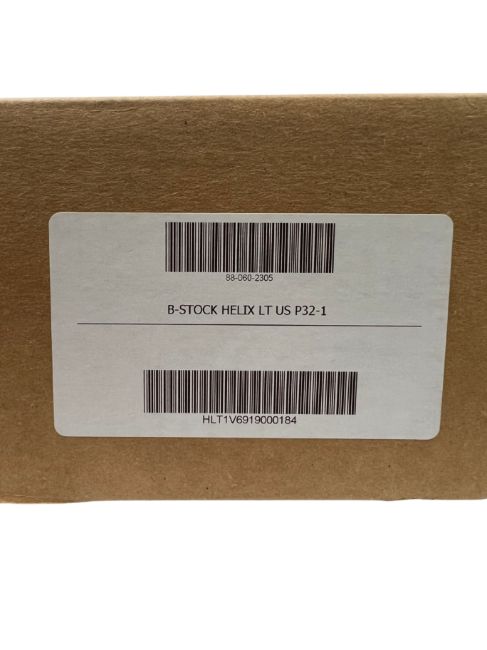 88-060-2305
B-STOCK HELIX LT US P32-1
HLT1V6919000184